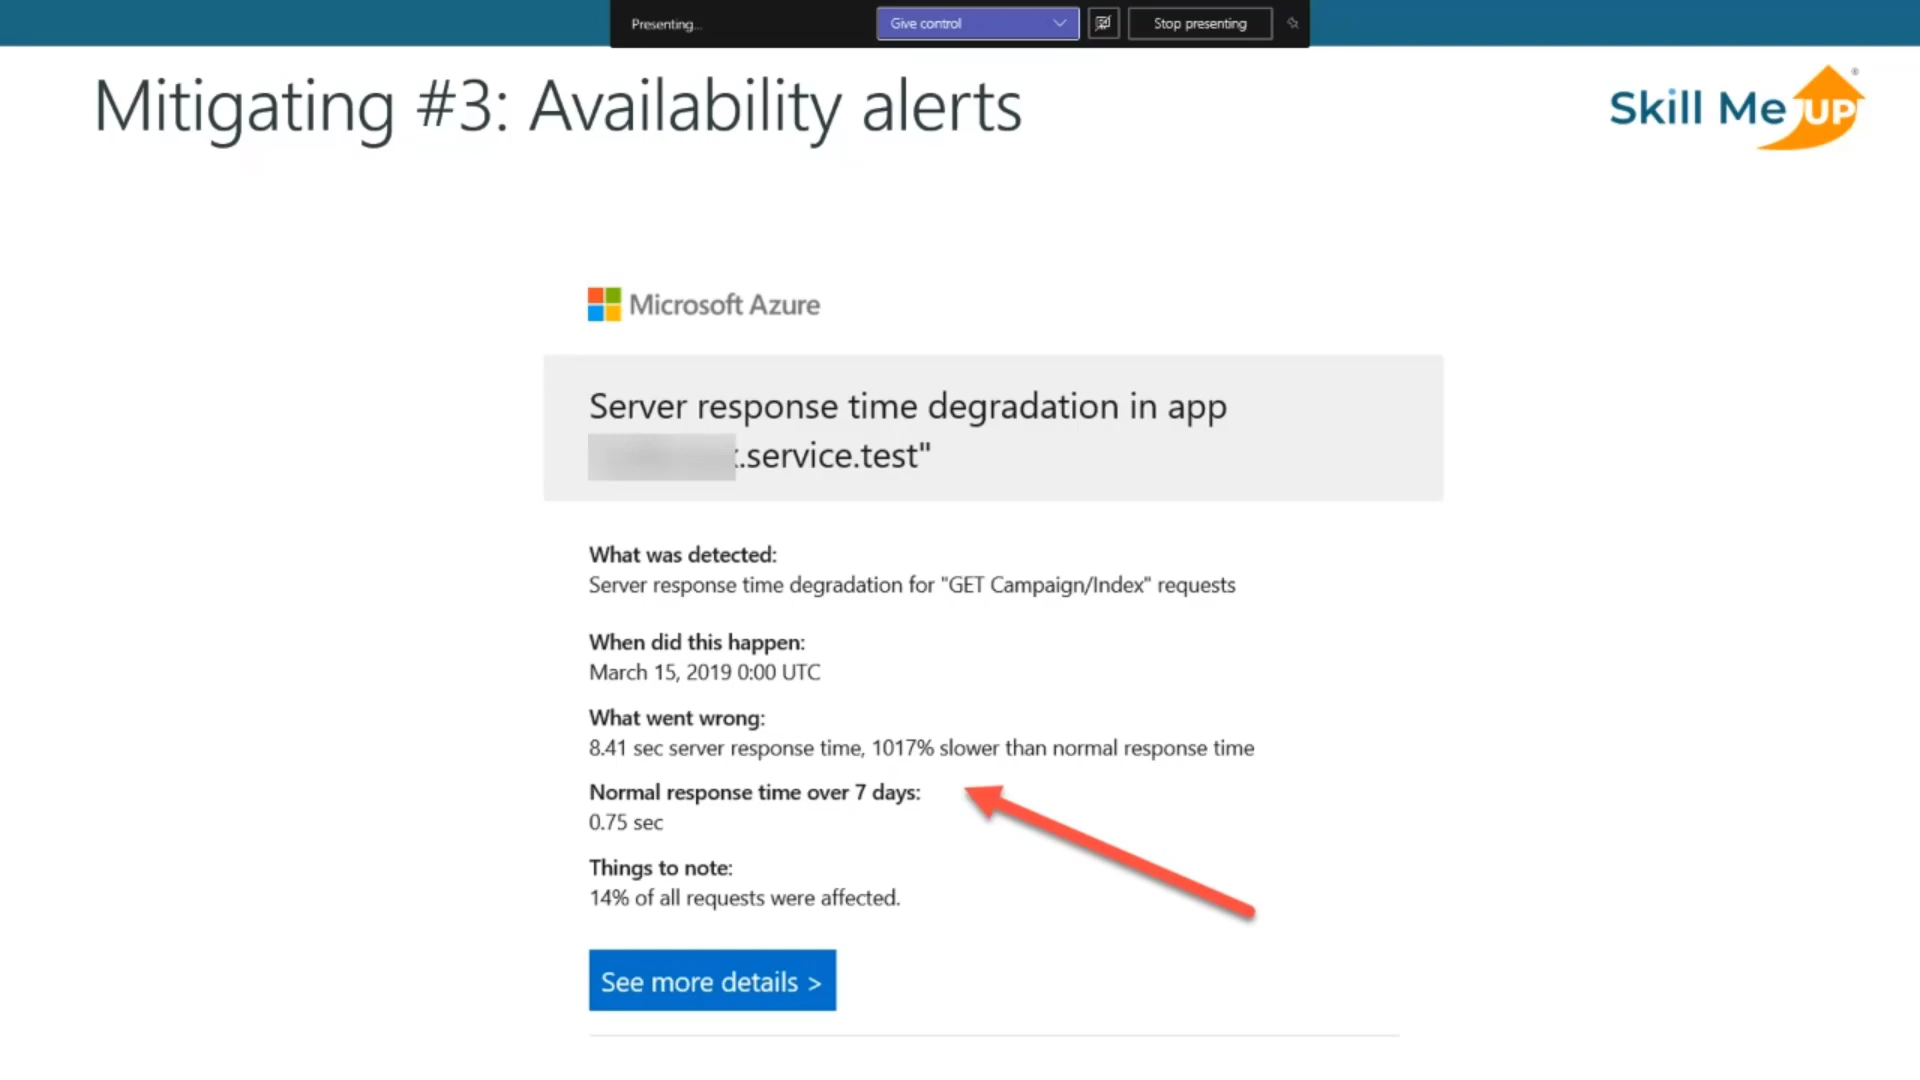 Presenting...
Give control
Stop presenting
Mitigating #3: Availability alerts
Skill Me UP
®
Microsoft Azure
Server response time degradation in app
.service.test"
What was detected:
Server response time degradation for "GET Campaign/Index" requests
When did this happen:
March 15, 2019 0:00 UTC
What went wrong:
8.41 sec server response time, 1017% slower than normal response time
Normal response time over 7 days:
0.75 sec
Things to note:
14% of all requests were affected.
See more details >